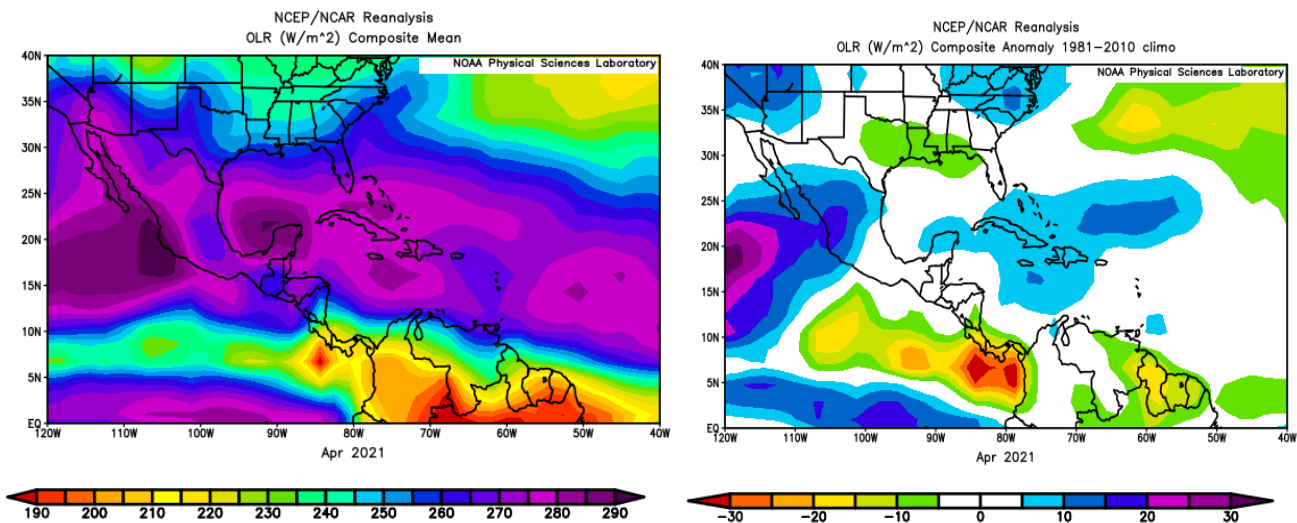 NCEP/NCAR Reanalysis
OLR (W/m^2) Composite Mean
NOAA Physical Sciences Laboratory
40N
35N
30N
25N
20N
15N
10N
5N
EQ
120W 110W 100W 90W 80W 70W 60W 50W 40W
Apr 2021
190 200 210 220 230 240 250 260 270 280 290
NCEP/NCAR Reanalysis
OLR (W/m^2) Composite Anomaly 1981-2010 climo
NOAA Physical Sciences Laboratory
40N
35N
30N
25N
20N
15N
10N
5N
EQ
120W 110W 100W 90W 80W 70W 60W 50W 40W
Apr 2021
-30 -20 -10 0 10 20 30